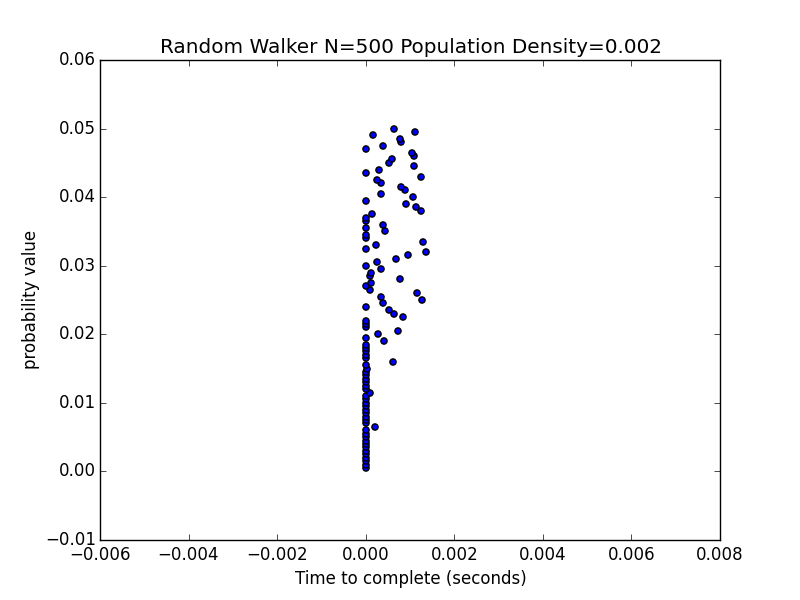 Random Walker N=500 Population Density=0.002
0.06
0.05
0.04
0.03
0.02
0.01
0.00
−0.01
probability value
−0.006 −0.004 −0.002 0.000 0.002 0.004 0.006 0.008
Time to complete (seconds)